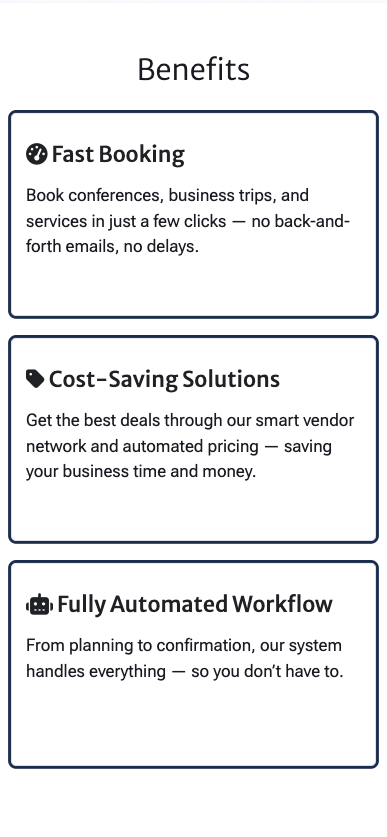 Benefits
Fast Booking
Book conferences, business trips, and
services in just a few clicks — no back-and-
forth emails, no delays.
Cost-Saving Solutions
Get the best deals through our smart vendor
network and automated pricing — saving
your business time and money.
Fully Automated Workflow
From planning to confirmation, our system
handles everything — so you don’t have to.